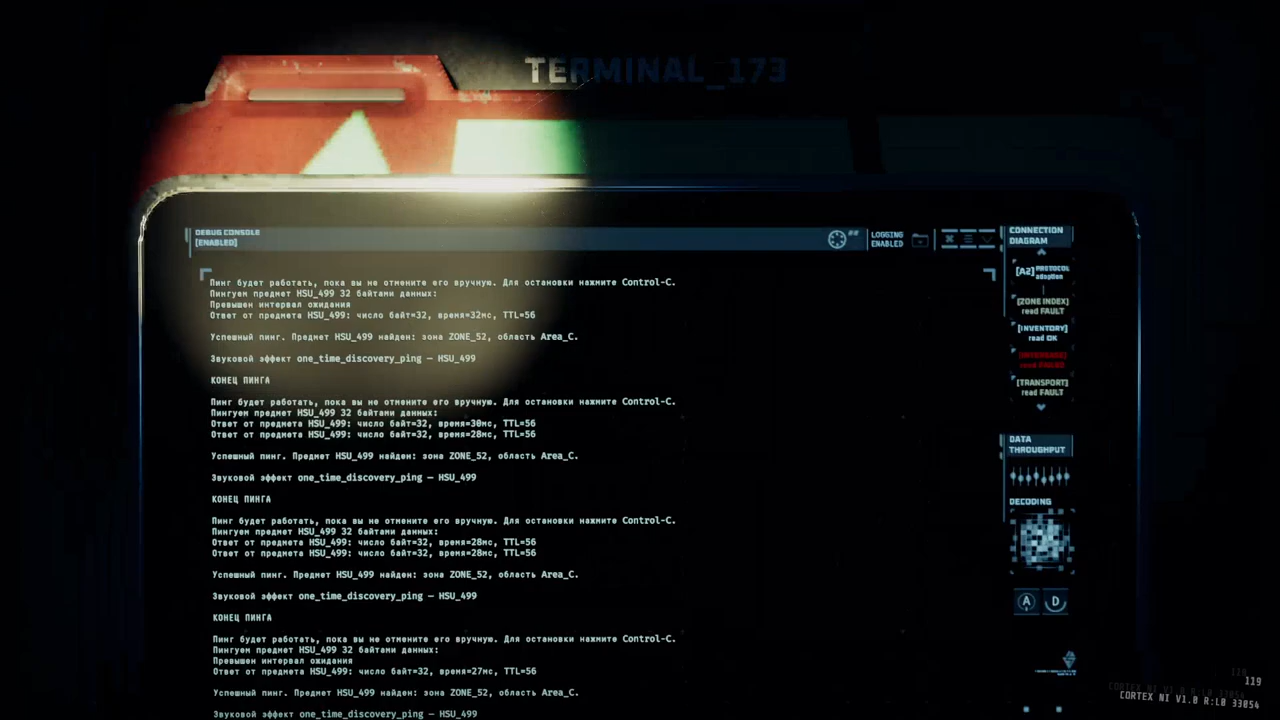 TERMINAL_173
DEBUG CONSOLE
[ENABLED]
LOGGING
ENABLED
Пинг будет работать, пока вы не отмените его вручную. Для остановки нажмите Control-C.
Пингуем предмет HSU_499 32 байтами данных:
Превышен интервал ожидания
Ответ от предмета HSU_499: число байт=32, время=32мс, TTL=56
Успешный пинг. Предмет HSU_499 найден: зона ZONE_52, область Area_C.
Звуковой эффект one_time_discovery_ping — HSU_499
КОНЕЦ ПИНГА
Пинг будет работать, пока вы не отмените его вручную. Для остановки нажмите Control-C.
Пингуем предмет HSU_499 32 байтами данных:
Ответ от предмета HSU_499: число байт=32, время=30мс, TTL=56
Ответ от предмета HSU_499: число байт=32, время=28мс, TTL=56
Успешный пинг. Предмет HSU_499 найден: зона ZONE_52, область Area_C.
Звуковой эффект one_time_discovery_ping — HSU_499
КОНЕЦ ПИНГА
Пинг будет работать, пока вы не отмените его вручную. Для остановки нажмите Control-C.
Пингуем предмет HSU_499 32 байтами данных:
Ответ от предмета HSU_499: число байт=32, время=28мс, TTL=56
Ответ от предмета HSU_499: число байт=32, время=28мс, TTL=56
Успешный пинг. Предмет HSU_499 найден: зона ZONE_52, область Area_C.
Звуковой эффект one_time_discovery_ping — HSU_499
КОНЕЦ ПИНГА
Пинг будет работать, пока вы не отмените его вручную. Для остановки нажмите Control-C.
Пингуем предмет HSU_499 32 байтами данных:
Превышен интервал ожидания
Ответ от предмета HSU_499: число байт=32, время=27мс, TTL=56
Успешный пинг. Предмет HSU_499 найден: зона ZONE_52, область Area_C.
Звуковой эффект one_time_discovery_ping — HSU_499
CONNECTION
DIAGRAM
[A2] PROTOCOL
adaption
[ZONE INDEX]
read FAULT
[INVENTORY]
read OK
[TRANSPORT]
read FAULT
DATA
THROUGHPUT
DECODING
A D
119
CORTEX NI V1.0 R:L0 33054